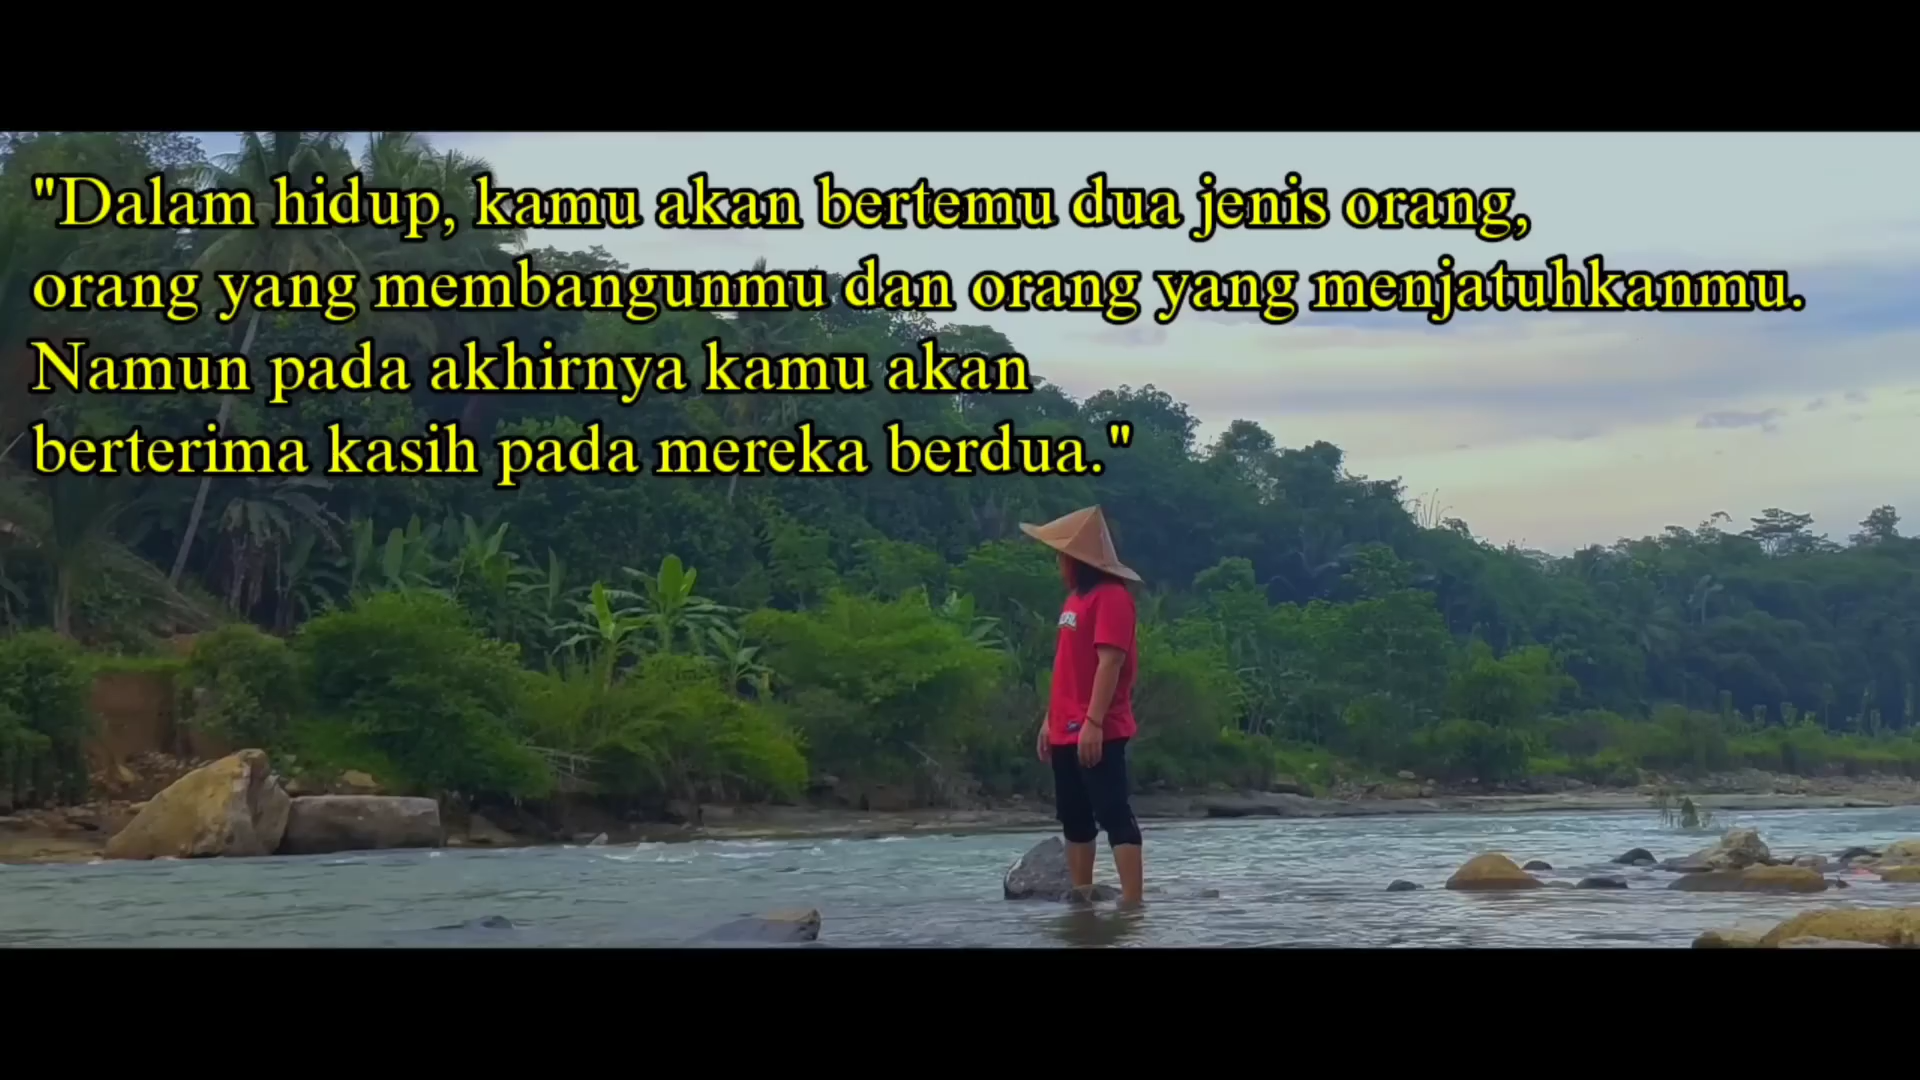 "Dalam hidup, kamu akan bertemu dua jenis orang,
orang yang membangunmu dan orang yang menjatuhkanmu.
Namun pada akhirnya kamu akan
berterima kasih pada mereka berdua."